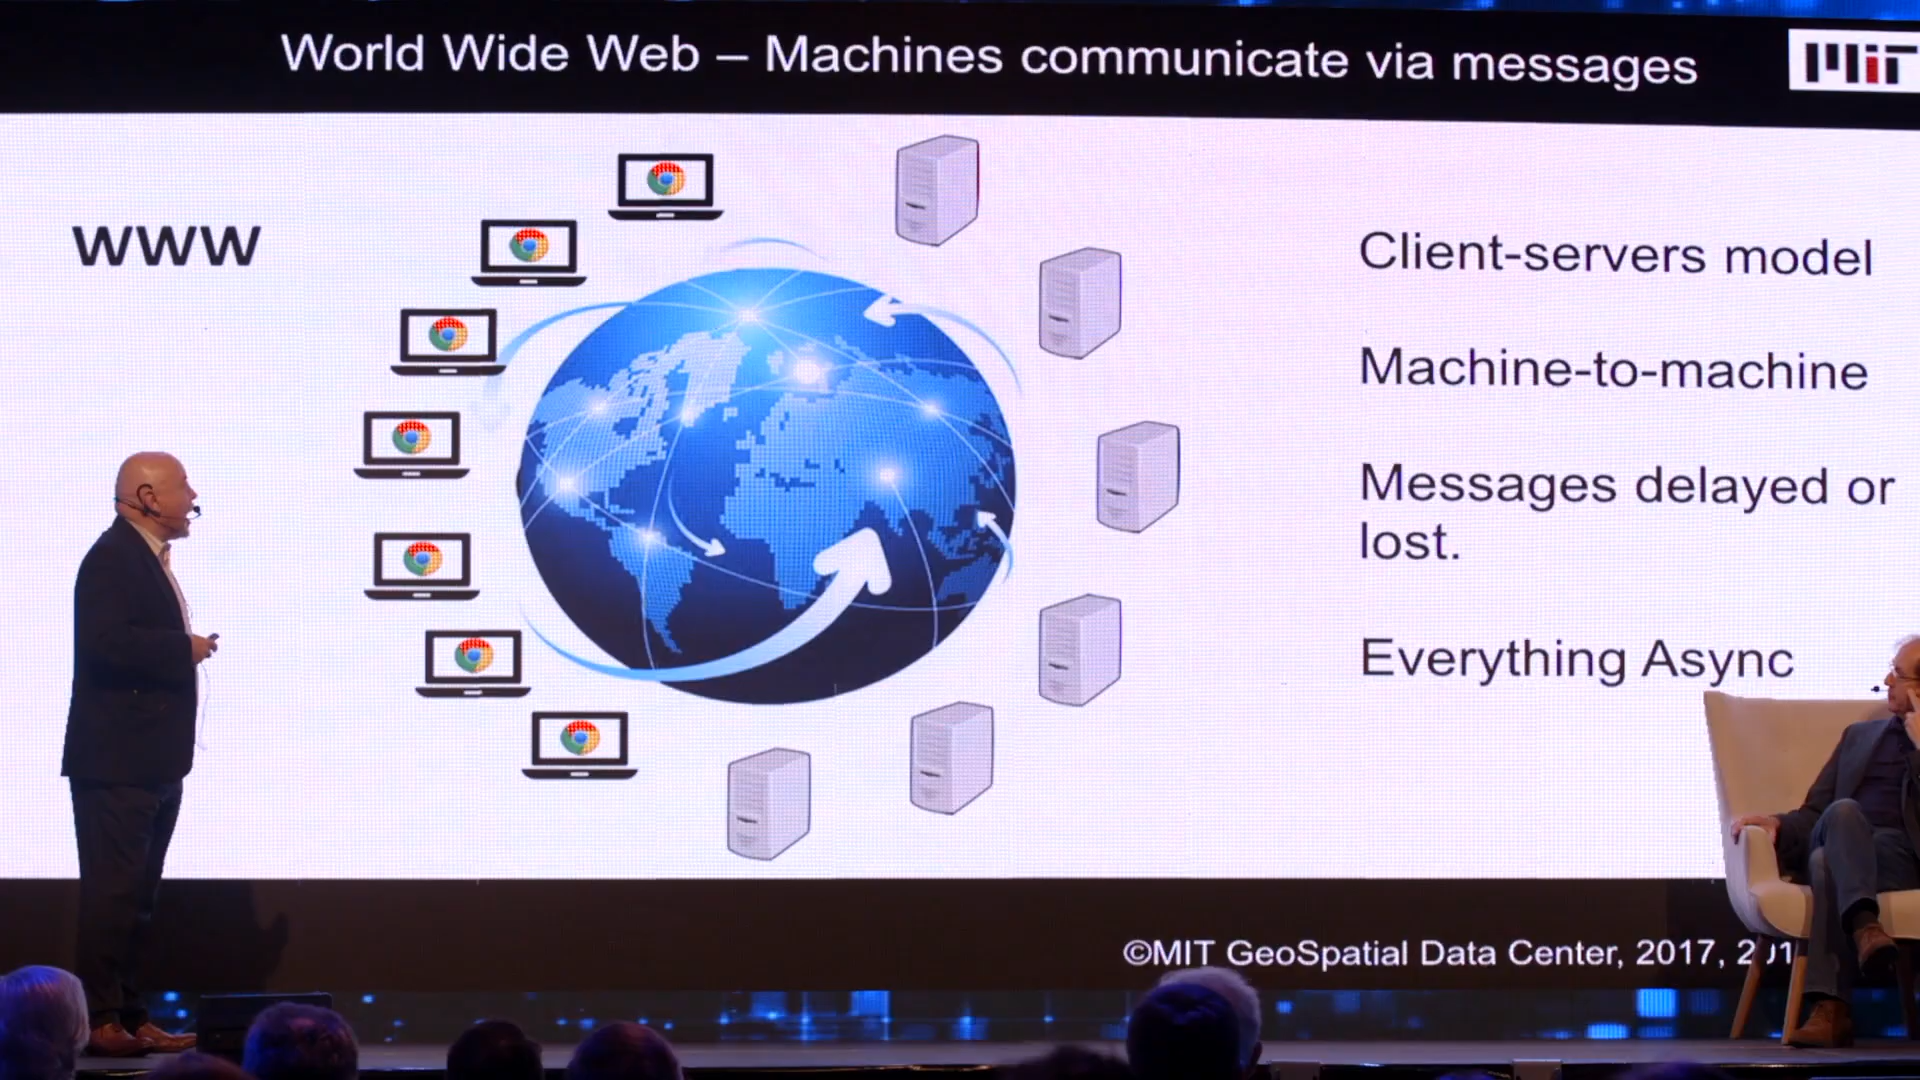 World Wide Web – Machines communicate via messages
MIT
WWW
Client-servers model
Machine-to-machine
Messages delayed or
lost.
Everything Async
©MIT GeoSpatial Data Center, 2017,